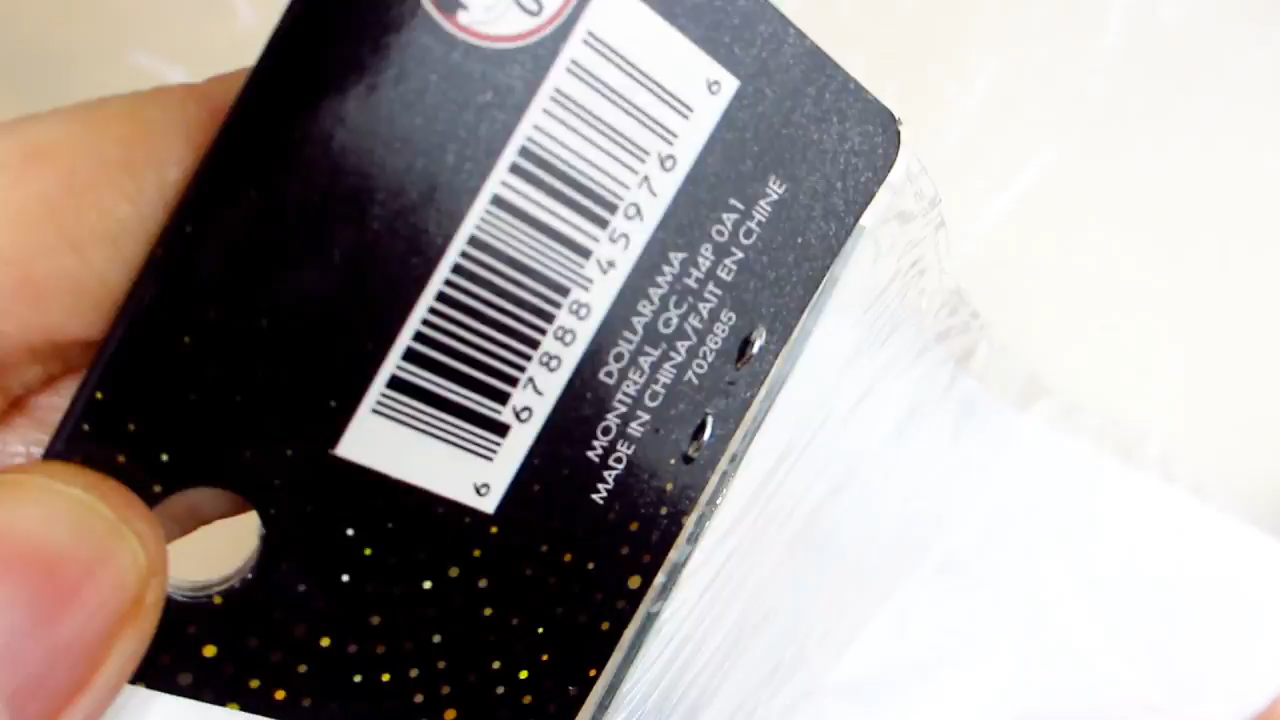 6 67888 45976 6
DOLLARAMA
MONTREAL, QC, H4P 0A1
MADE IN CHINA/FAIT EN CHINE
702685